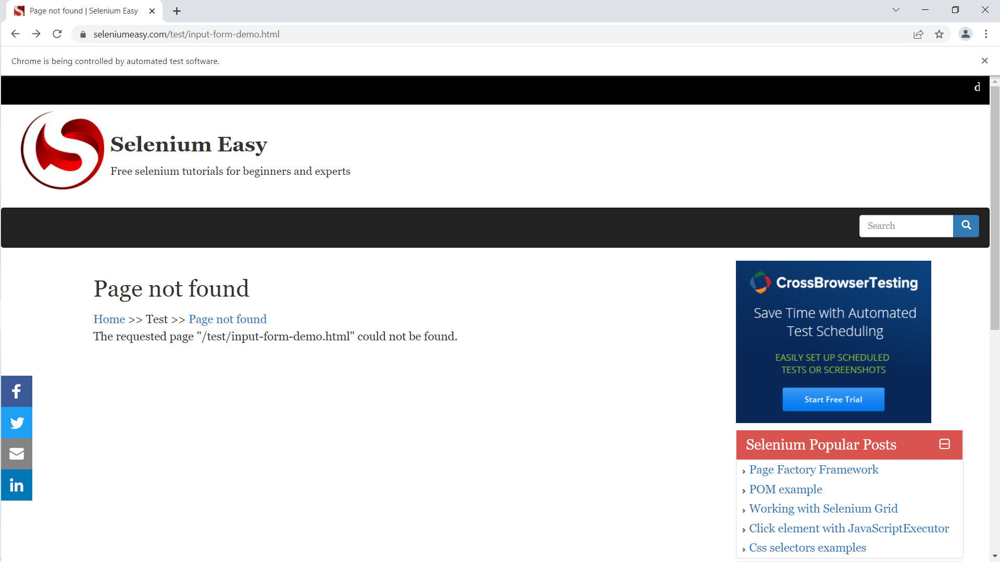 Page not found | Selenium Easy
seleniumeasy.com/test/input-form-demo.html
Chrome is being controlled by automated test software.
d
Selenium Easy
Free selenium tutorials for beginners and experts
Search
Page not found
Home >> Test >> Page not found
The requested page "/test/input-form-demo.html" could not be found.
CrossBrowserTesting
Save Time with Automated
Test Scheduling
EASILY SET UP SCHEDULED
TESTS OR SCREENSHOTS
Start Free Trial
Selenium Popular Posts
Page Factory Framework
POM example
Working with Selenium Grid
Click element with JavaScriptExecutor
Css selectors examples